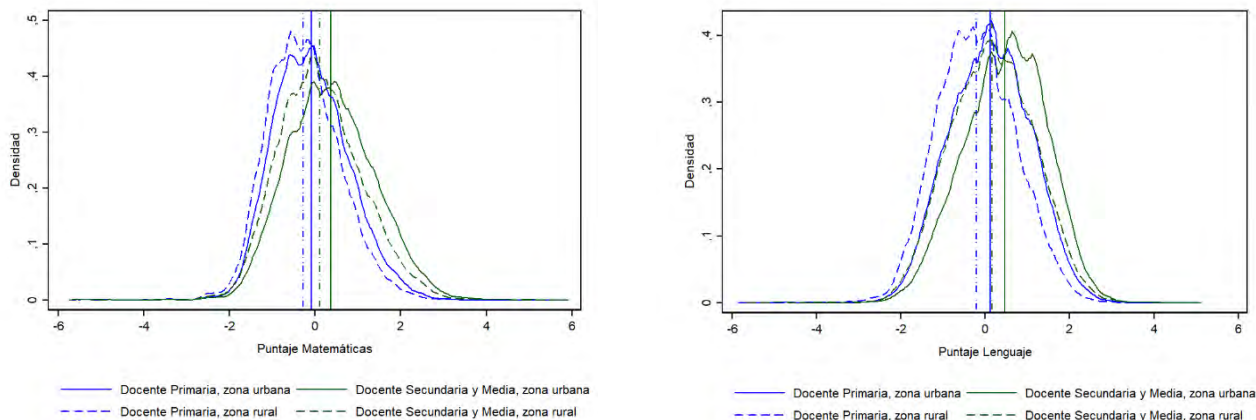 ,5
,4
,3
,2
,1
0
Densidad
-6
-4
-2
0
2
4
6
Puntaje Matemáticas
Docente Primaria, zona urbana
Docente Secundaria y Media, zona urbana
Docente Primaria, zona rural
Docente Secundaria y Media, zona rural
,4
,3
,2
,1
0
Densidad
-6
-4
-2
0
2
4
6
Puntaje Lenguaje
Docente Primaria, zona urbana
Docente Secundaria y Media, zona urbana
Docente Primaria, zona rural
Docente Secundaria y Media, zona rural